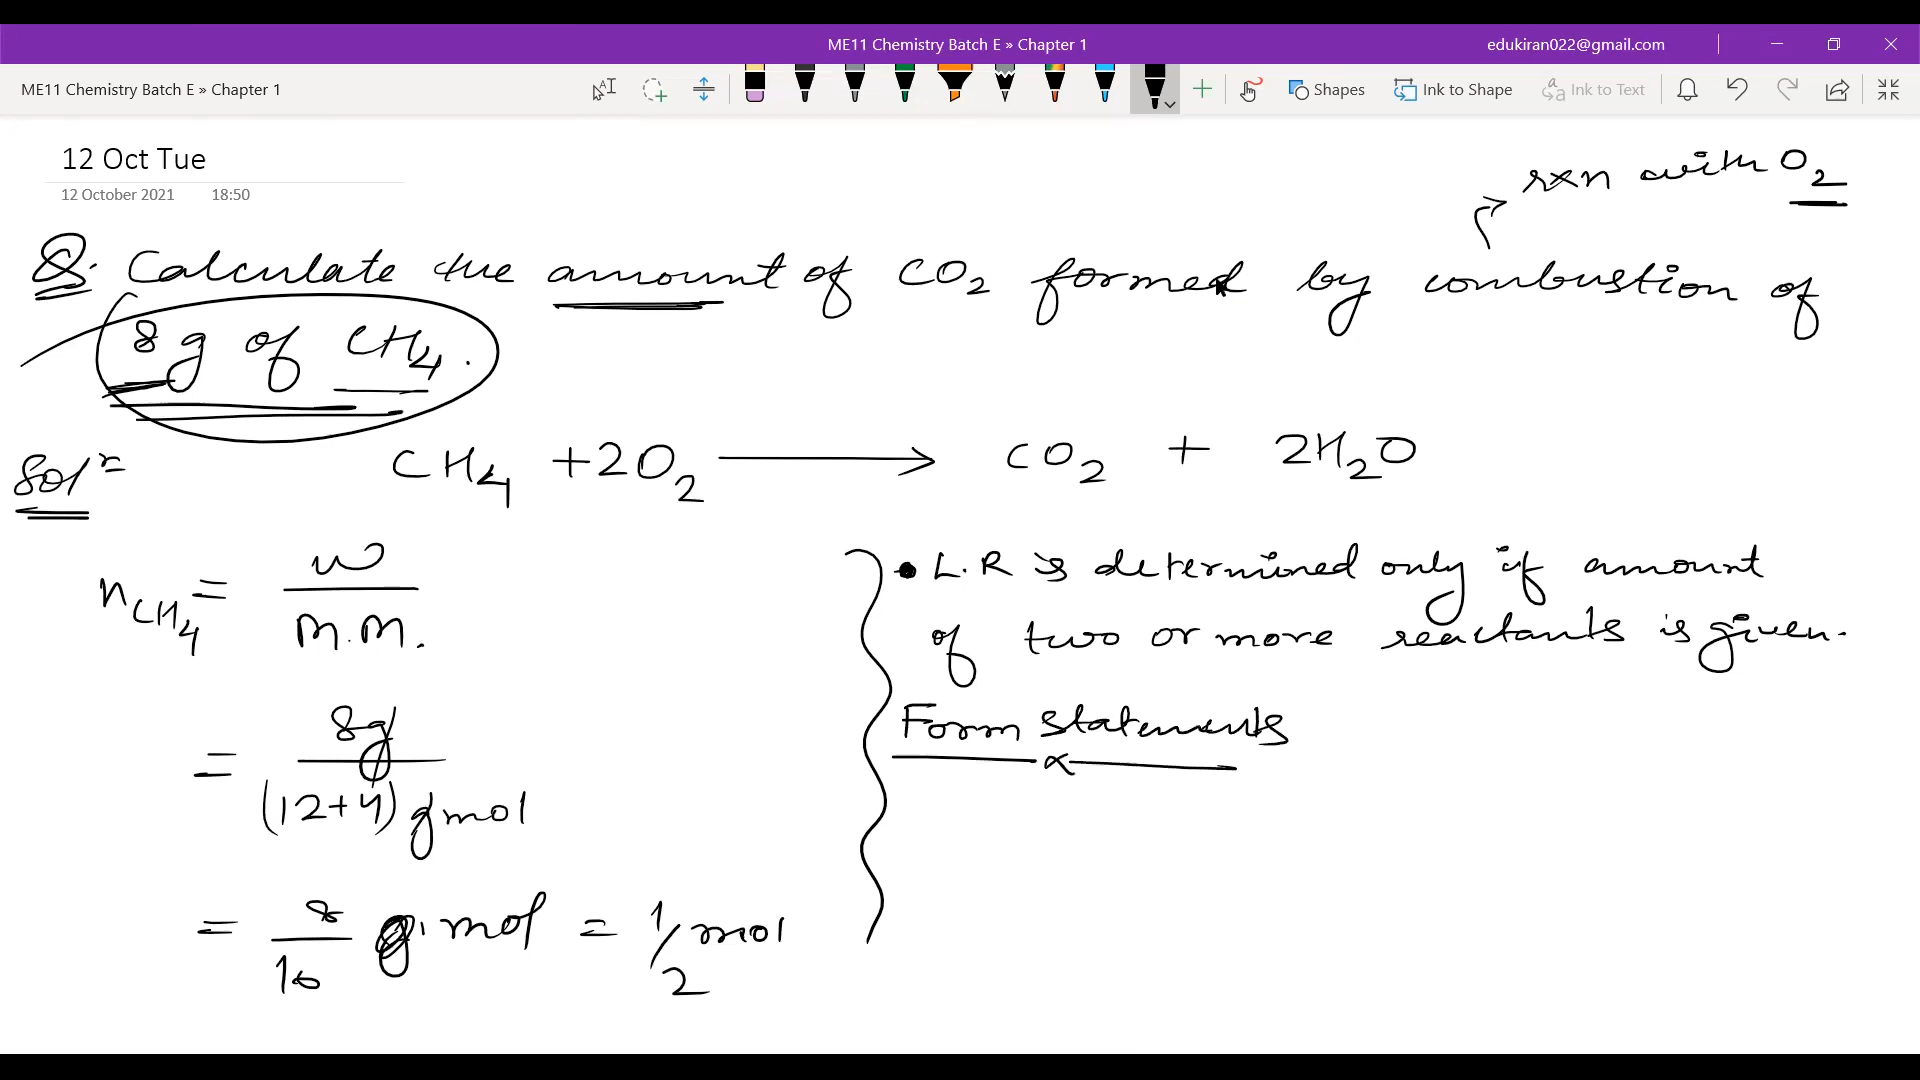 ME11 Chemistry Batch E » Chapter 1
edukiran022@gmail.com
ME11 Chemistry Batch E » Chapter 1
Shapes
Ink to Shape
Ink to Text
12 Oct Tue
12 October 2021 18:50
rxn with O2
Q. Calculate the amount of CO2 formed by combustion of
8g of CH4.
Soln CH4 + 2O2 → CO2 + 2H2O
nCH4 = w / M.M.
= 8g / (12+4) g mol
= 8/16 g. mol = 1/2 mol
• L.R is determined only if amount
of two or more reactants is given.
Form statements